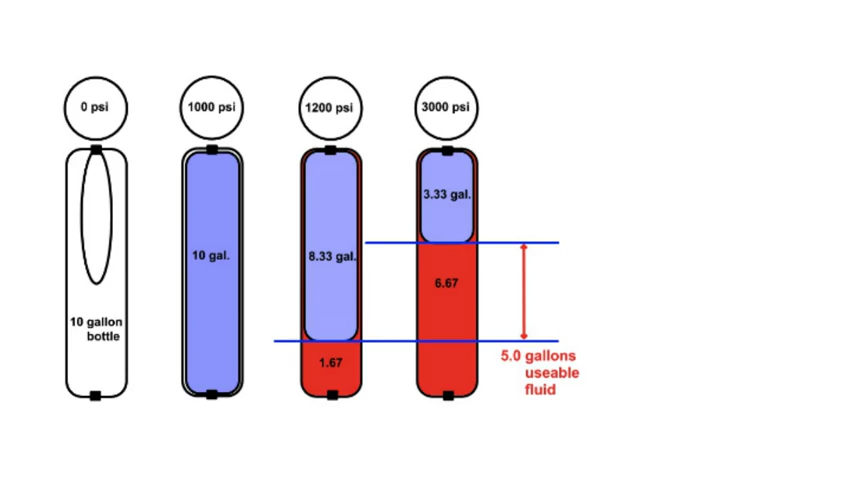 0 psi
1000 psi
1200 psi
3000 psi
10 gallon
bottle
10 gal.
8.33 gal.
1.67
3.33 gal.
6.67
5.0 gallons
useable
fluid